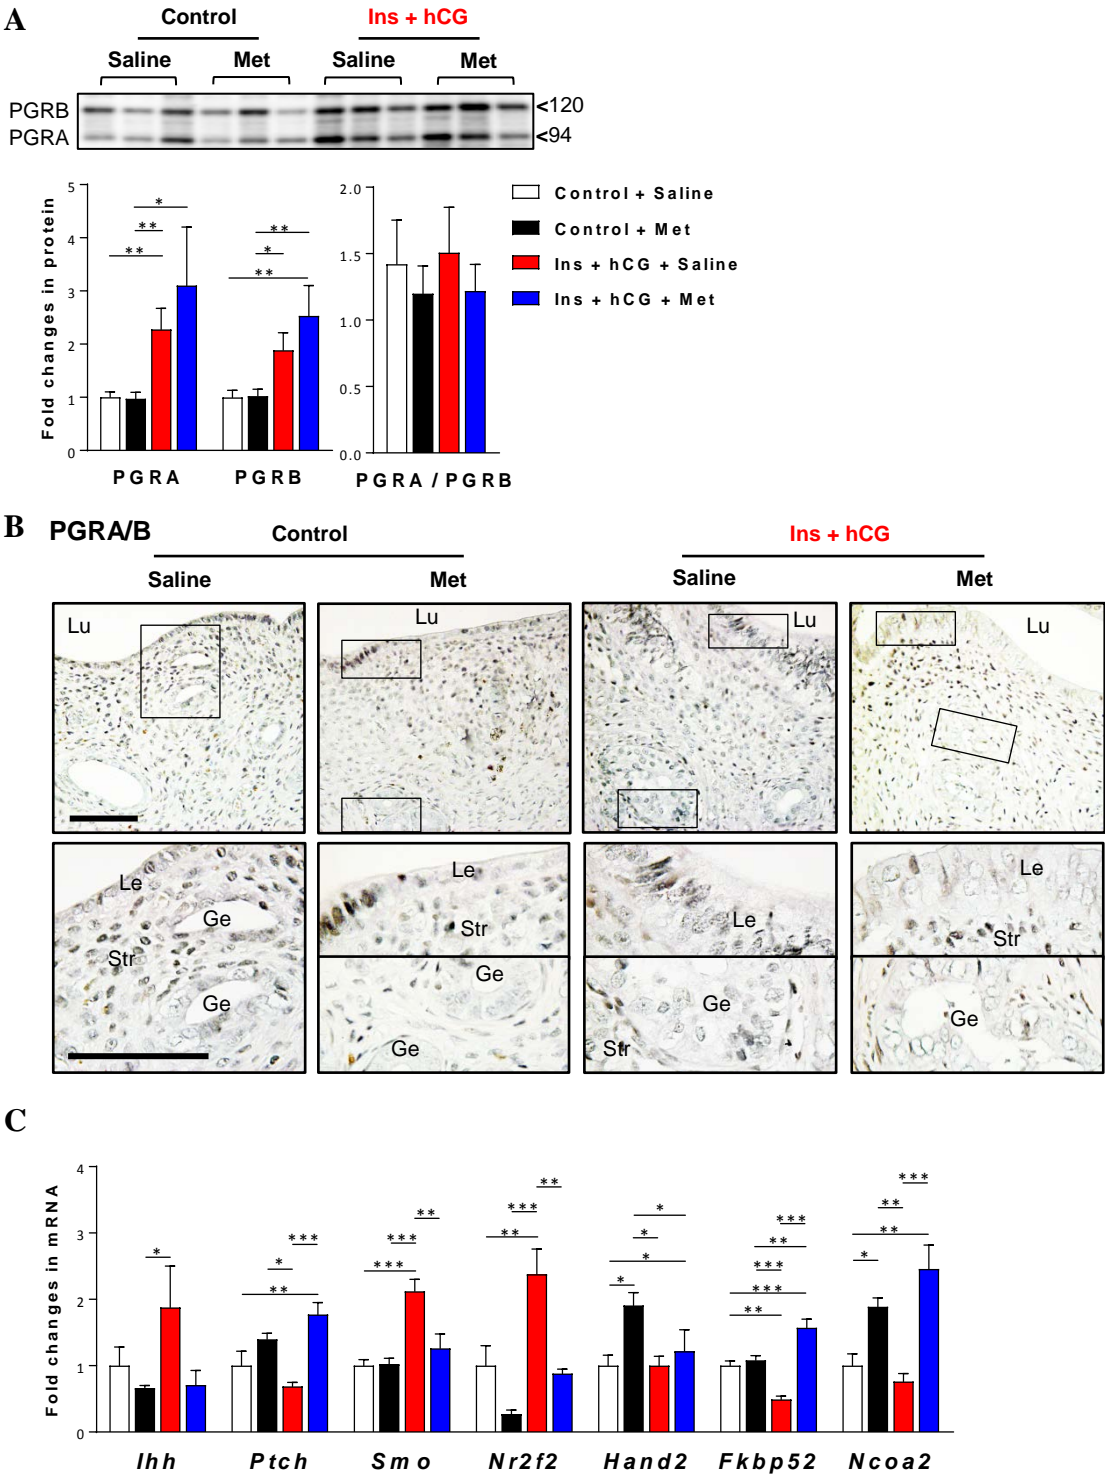 A
Control
Ins + hCG
Saline
Met
Saline
Met
PGRB
<120
PGRA
<94
Fold changes in protein
5
4
3
2
1
0
*
**
**
**
*
**
PGRA
PGRB
2.0
1.5
1.0
0.5
0.0
PGRA / PGRB
Control + Saline
Control + Met
Ins + hCG + Saline
Ins + hCG + Met
B
PGRA/B
Control
Ins + hCG
Saline
Met
Saline
Met
Lu
Lu
Lu
Lu
Le
Ge
Str
Ge
Le
Str
Ge
Ge
Le
Ge
Str
Le
Str
Ge
C
Fold changes in mRNA
4
3
2
1
0
*
***
*
**
**
***
***
**
***
**
*
*
*
*
***
**
***
***
**
***
**
**
*
Ihh
Ptch
Smo
Nr2f2
Hand2
Fkbp52
Ncoa2